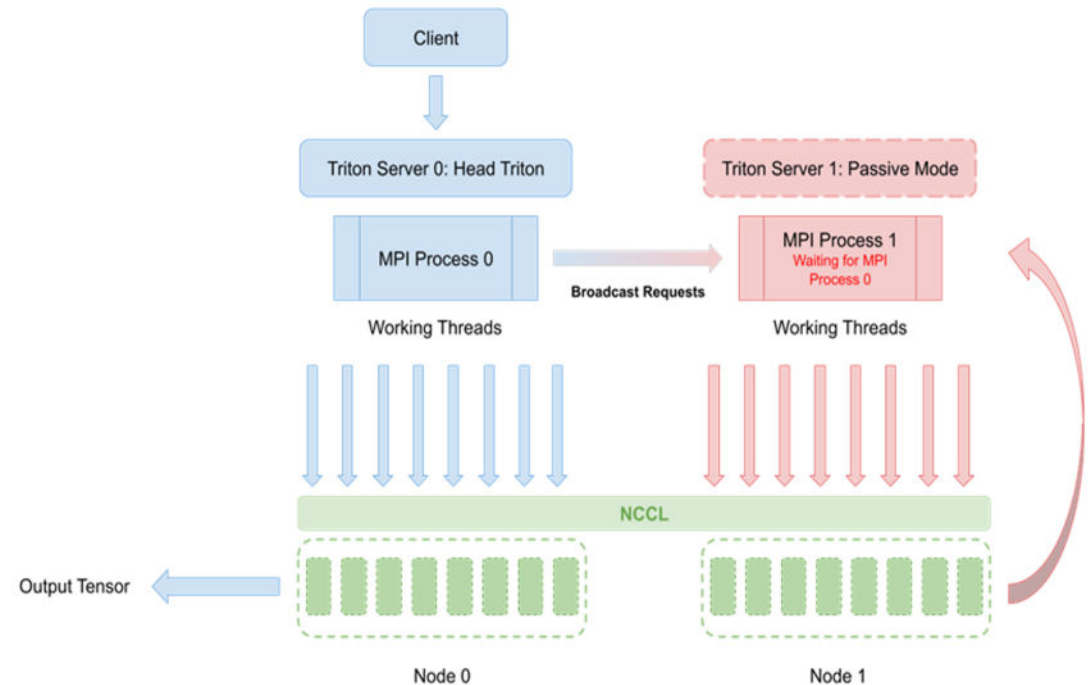 Client
Triton Server 0: Head Triton
Triton Server 1: Passive Mode
MPI Process 0
Broadcast Requests
MPI Process 1
Waiting for MPI
Process 0
Working Threads
Working Threads
NCCL
Output Tensor
Node 0
Node 1